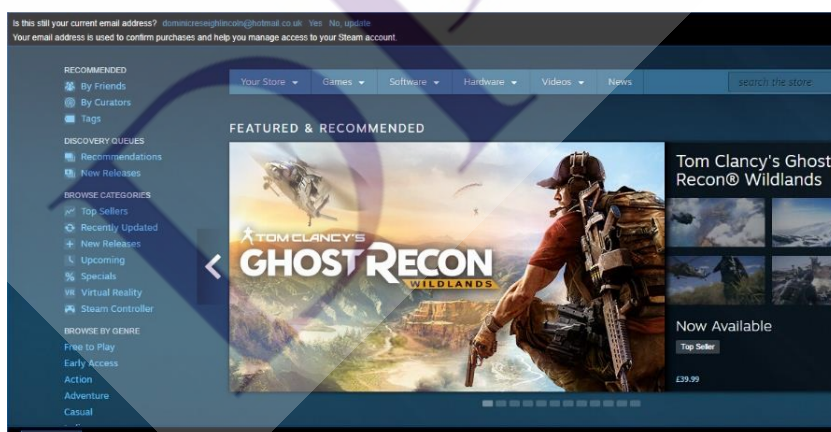 Is this still your current email address? dominicreseighlincoln@hotmail.co.uk Yes No, update
Your email address is used to confirm purchases and help you manage access to your Steam account.
RECOMMENDED
By Friends
By Curators
Tags
DISCOVERY QUEUES
Recommendations
New Releases
BROWSE CATEGORIES
Top Sellers
Recently Updated
New Releases
Upcoming
Specials
Virtual Reality
Steam Controller
BROWSE BY GENRE
Free to Play
Early Access
Action
Adventure
Casual
Your Store Games Software Hardware Videos News
search the store
FEATURED & RECOMMENDED
TOM CLANCY'S
GHOST RECON
WILDLANDS
Tom Clancy's Ghost
Recon® Wildlands
Now Available
Top Seller
£39.99